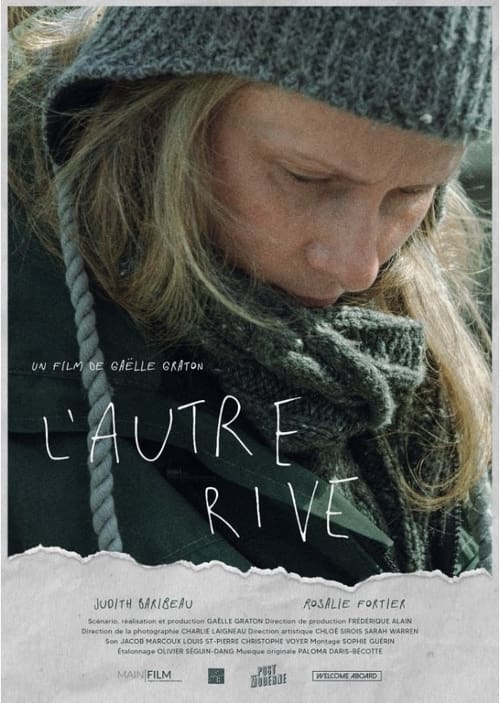 UN FILM DE GAËLLE GRATON
L'AUTRE
RIVE
JUDITH BARIBEAU ROSALIE FORTIER
Scénario, réalisation et production GAËLLE GRATON Direction de production FRÉDÉRIQUE ALAIN
Direction de la photographie CHARLIE LAIGNEAU Direction artistique CHLOÉ SIROIS SARAH WARREN
Son JACOB MARCOUX LOUIS ST-PIERRE CHRISTOPHE VOYER Montage SOPHIE GUÉRIN
Étalonnage OLIVIER SÉGUIN-DANG Musique originale PALOMA DARIS-BÉCOTTE
MAIN FILM POST MODERNE WELCOME ABOARD